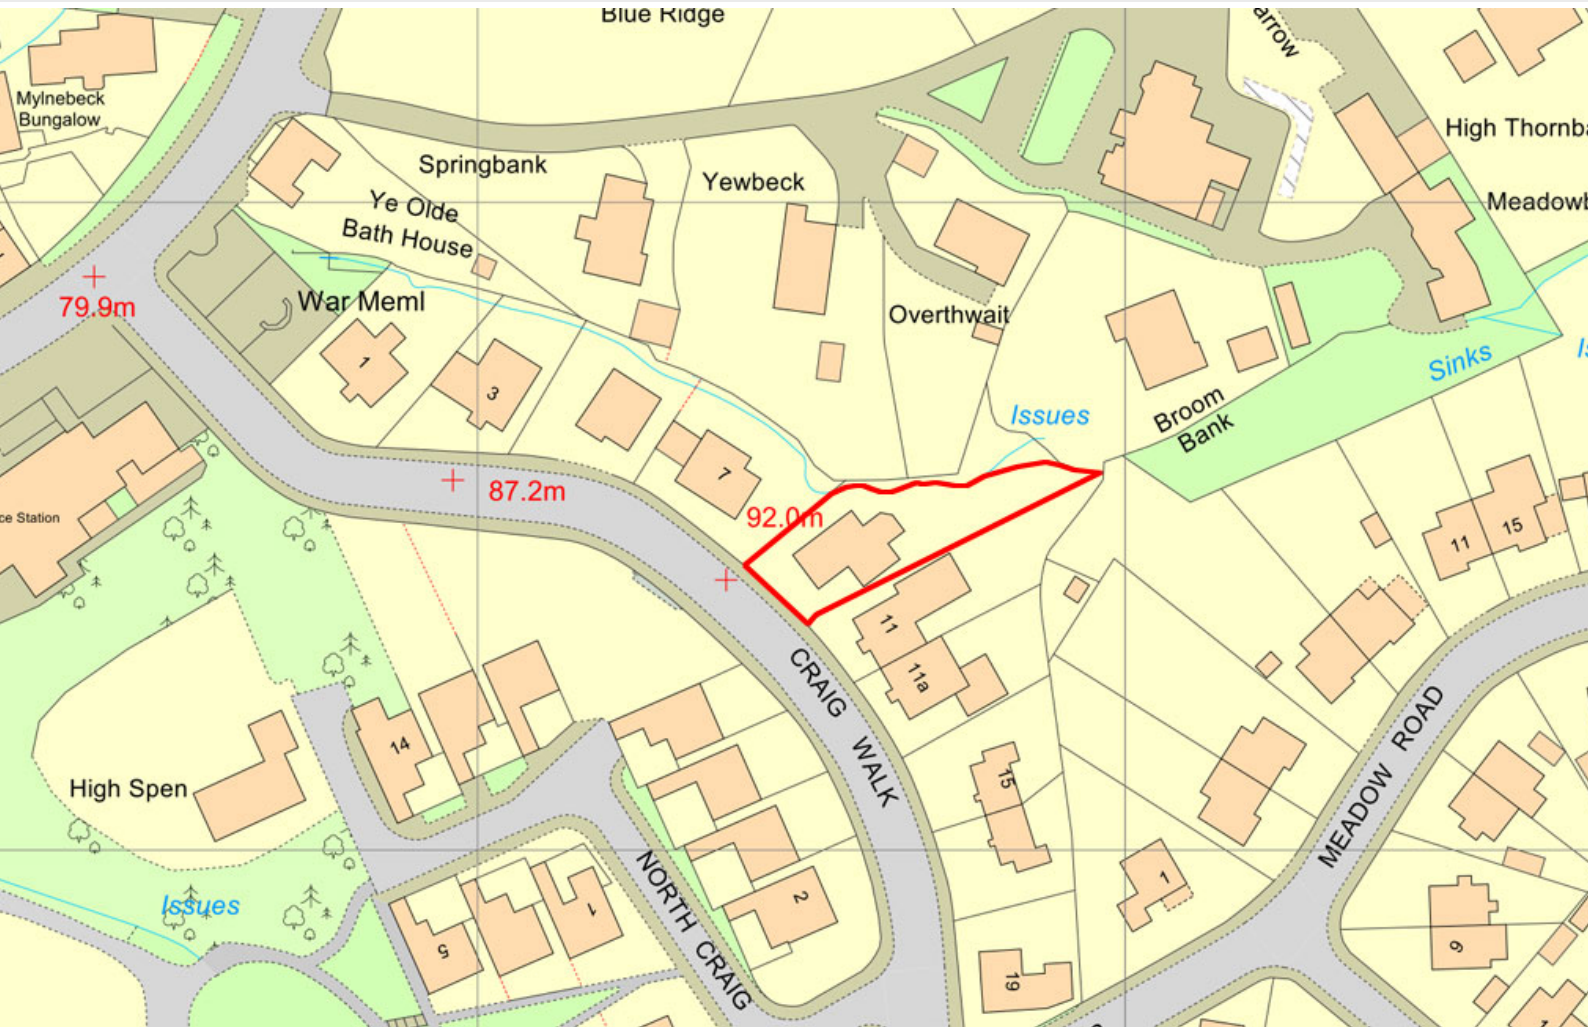 Blue Ridge
arrow
Mylnebeck
Bungalow
High Thornba
Springbank
Yewbeck
Meadowb
Ye Olde
Bath House
79.9m
War Meml
Overthwait
1
3
Sinks
Is
Broom
Bank
Issues
7
87.2m
92.0m
ce Station
11
15
11
11a
CRAIG WALK
14
15
MEADOW ROAD
High Spen
Issues
NORTH CRAIG
2
1
1
5
9
19